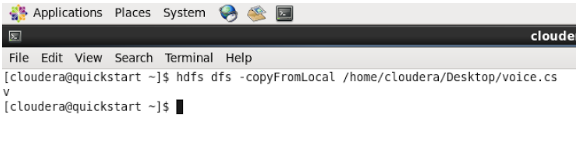 Applications Places System
cloudera
File Edit View Search Terminal Help
[cloudera@quickstart ~]$ hdfs dfs -copyFromLocal /home/cloudera/Desktop/voice.cs
v
[cloudera@quickstart ~]$